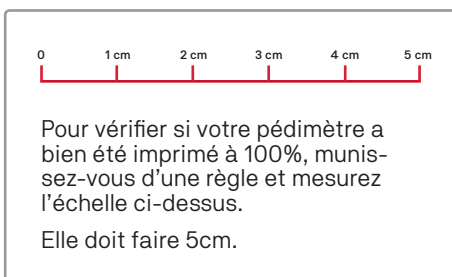 0 1 cm 2 cm 3 cm 4 cm 5 cm
Pour vérifier si votre pédimètre a
bien été imprimé à 100%, munis-
sez-vous d’une règle et mesurez
l’échelle ci-dessus.
Elle doit faire 5cm.